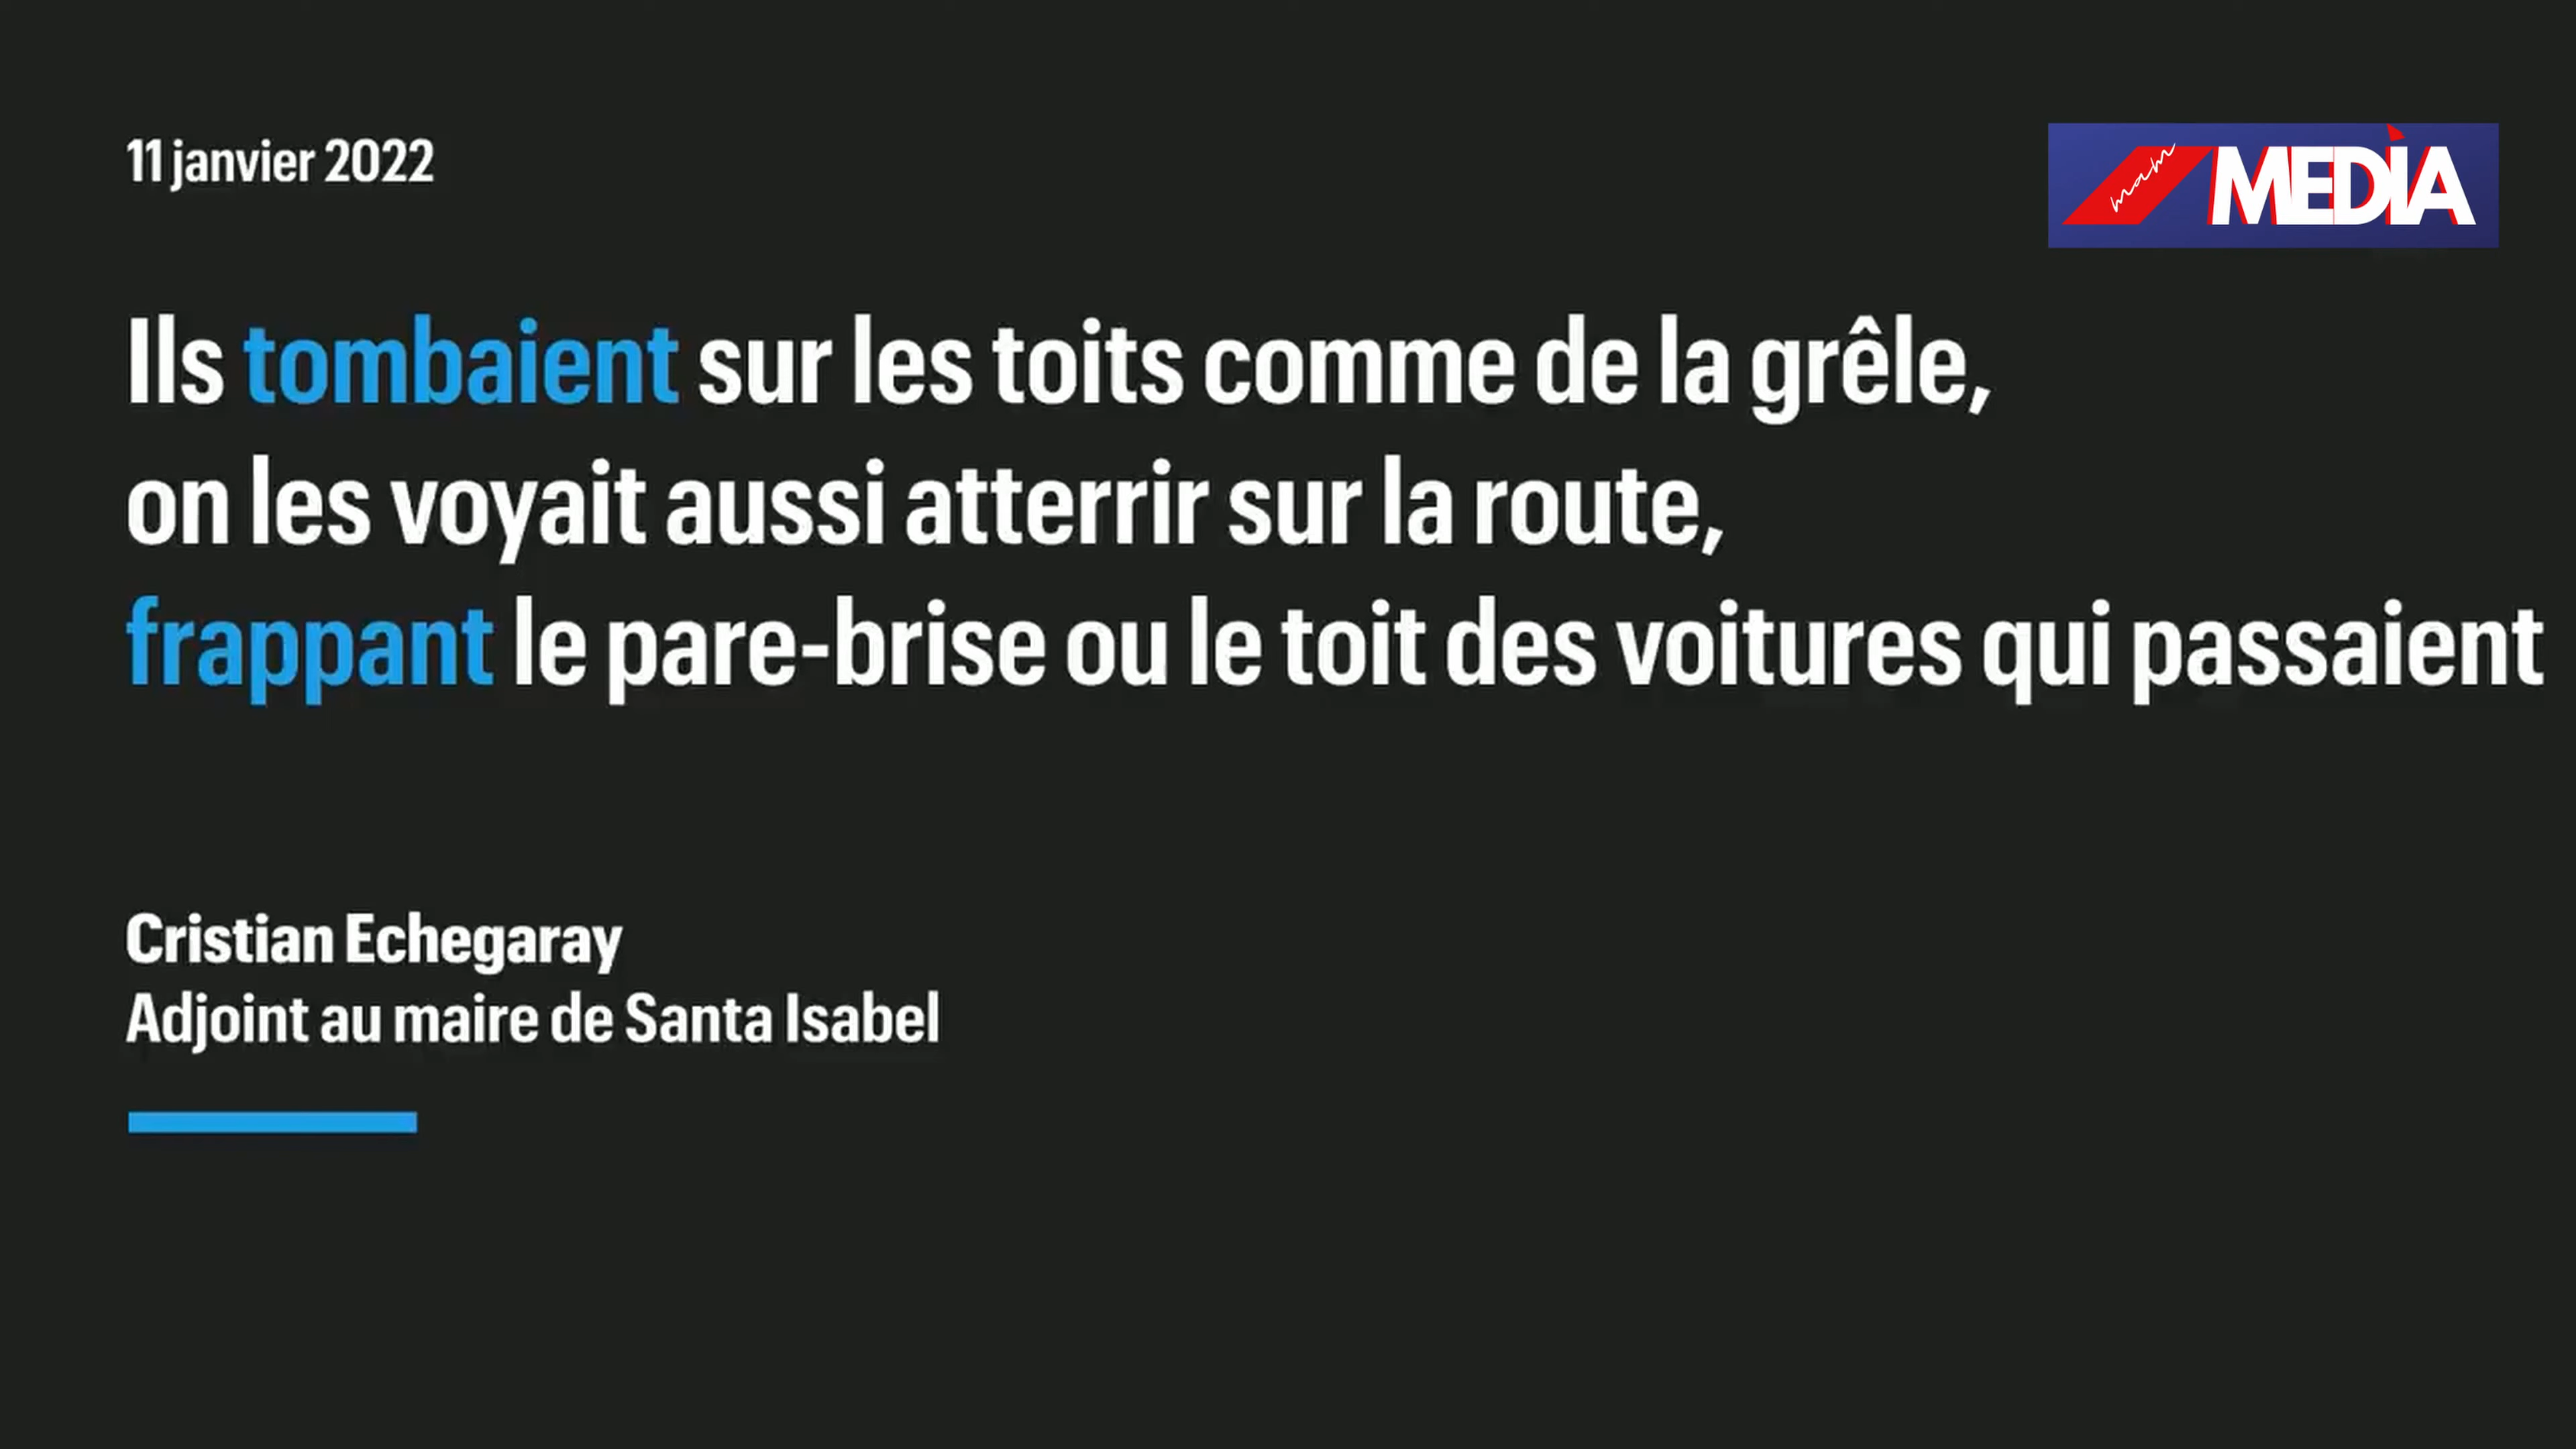 11 janvier 2022
mam MEDIA
Ils tombaient sur les toits comme de la grêle,
on les voyait aussi atterrir sur la route,
frappant le pare-brise ou le toit des voitures qui passaient
Cristian Echegaray
Adjoint au maire de Santa Isabel